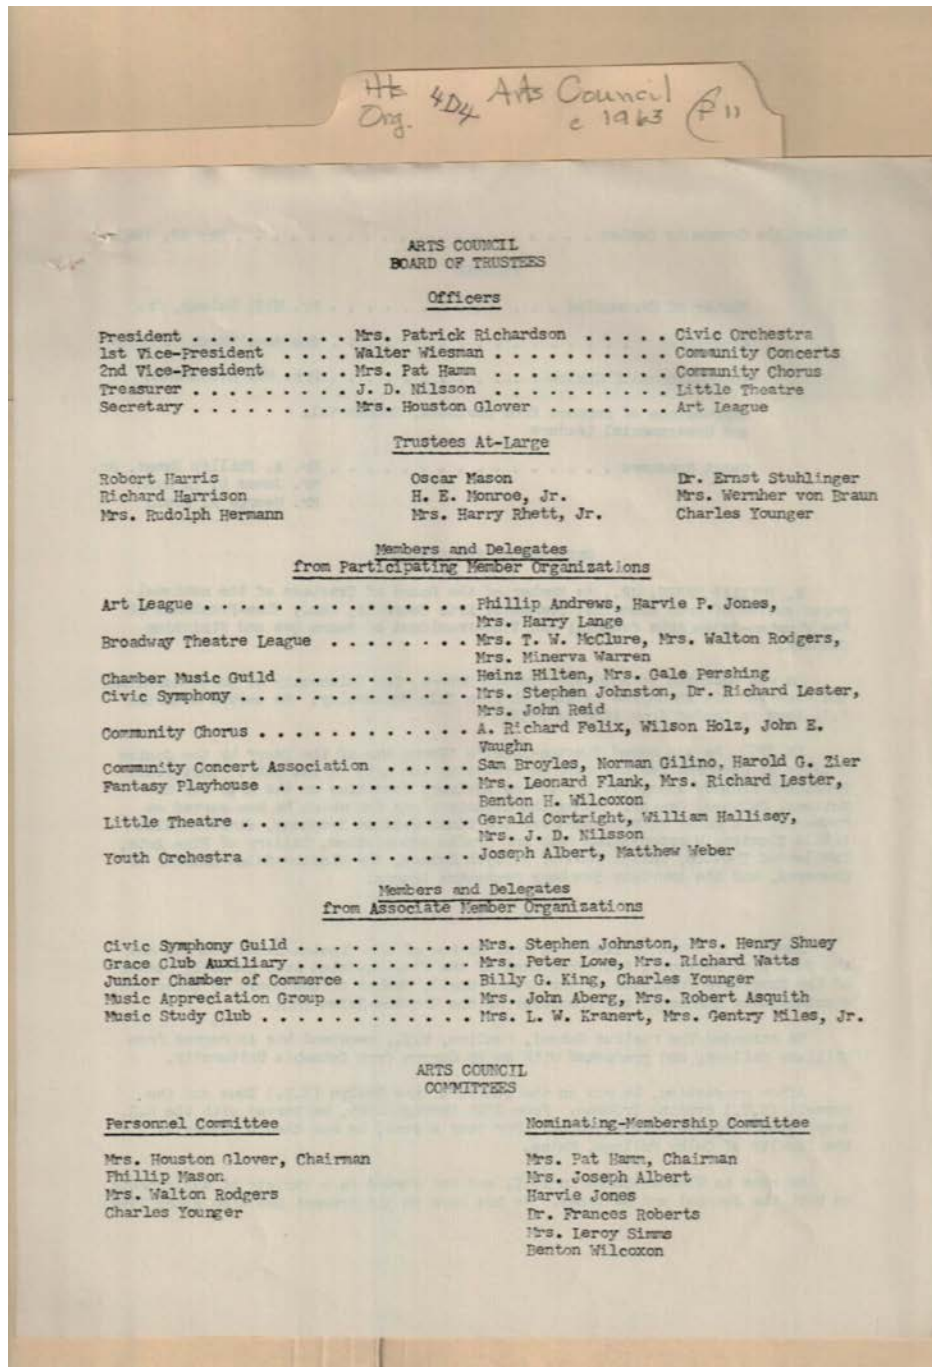 Hts 4D4 Arts Council P 11
Org. c 1963
ARTS COUNCIL
BOARD OF TRUSTEES
Officers
President . . . . . . . . . Mrs. Patrick Richardson . . . . . Civic Orchestra
1st Vice-President . . . . Walter Wiesman . . . . . . . . . . Community Concerts
2nd Vice-President . . . . Mrs. Pat Hamm . . . . . . . . . . Community Chorus
Treasurer . . . . . . . . . J. D. Nilsson . . . . . . . . . . Little Theatre
Secretary . . . . . . . . . Mrs. Houston Glover . . . . . . . Art League
Trustees At-Large
Robert Harris Oscar Mason Dr. Ernst Stuhlinger
Richard Harrison H. E. Monroe, Jr. Mrs. Wernher von Braun
Mrs. Rudolph Hermann Mrs. Harry Rhett, Jr. Charles Younger
Members and Delegates
from Participating Member Organizations
Art League . . . . . . . . . . . . . . . Phillip Andrews, Harvie P. Jones,
Mrs. Harry Lange
Broadway Theatre League . . . . . . . . Mrs. T. W. McClure, Mrs. Walton Rodgers,
Mrs. Minerva Warren
Chamber Music Guild . . . . . . . . . . Heinz Hilten, Mrs. Gale Pershing
Civic Symphony . . . . . . . . . . . . . Mrs. Stephen Johnston, Dr. Richard Lester,
Mrs. John Reid
Community Chorus . . . . . . . . . . . . A. Richard Felix, Wilson Holz, John E.
Vaughn
Community Concert Association . . . . . Sam Broyles, Norman Gilino, Harold G. Zier
Fantasy Playhouse . . . . . . . . . . . Mrs. Leonard Flank, Mrs. Richard Lester,
Benton H. Wilcoxon
Little Theatre . . . . . . . . . . . . . Gerald Cortright, William Hallisey,
Mrs. J. D. Nilsson
Youth Orchestra . . . . . . . . . . . . Joseph Albert, Matthew Weber
Members and Delegates
from Associate Member Organizations
Civic Symphony Guild . . . . . . . . . . Mrs. Stephen Johnston, Mrs. Henry Shuey
Grace Club Auxiliary . . . . . . . . . . Mrs. Peter Lowe, Mrs. Richard Watts
Junior Chamber of Commerce . . . . . . . Billy G. King, Charles Younger
Music Appreciation Group . . . . . . . . Mrs. John Aberg, Mrs. Robert Asquith
Music Study Club . . . . . . . . . . . . Mrs. L. W. Kranert, Mrs. Gentry Miles, Jr.
ARTS COUNCIL
COMMITTEES
Personnel Committee Nominating-Membership Committee
Mrs. Houston Glover, Chairman Mrs. Pat Hamm, Chairman
Phillip Mason Mrs. Joseph Albert
Mrs. Walton Rodgers Harvie Jones
Charles Younger Dr. Frances Roberts
Mrs. Leroy Simms
Benton Wilcoxon